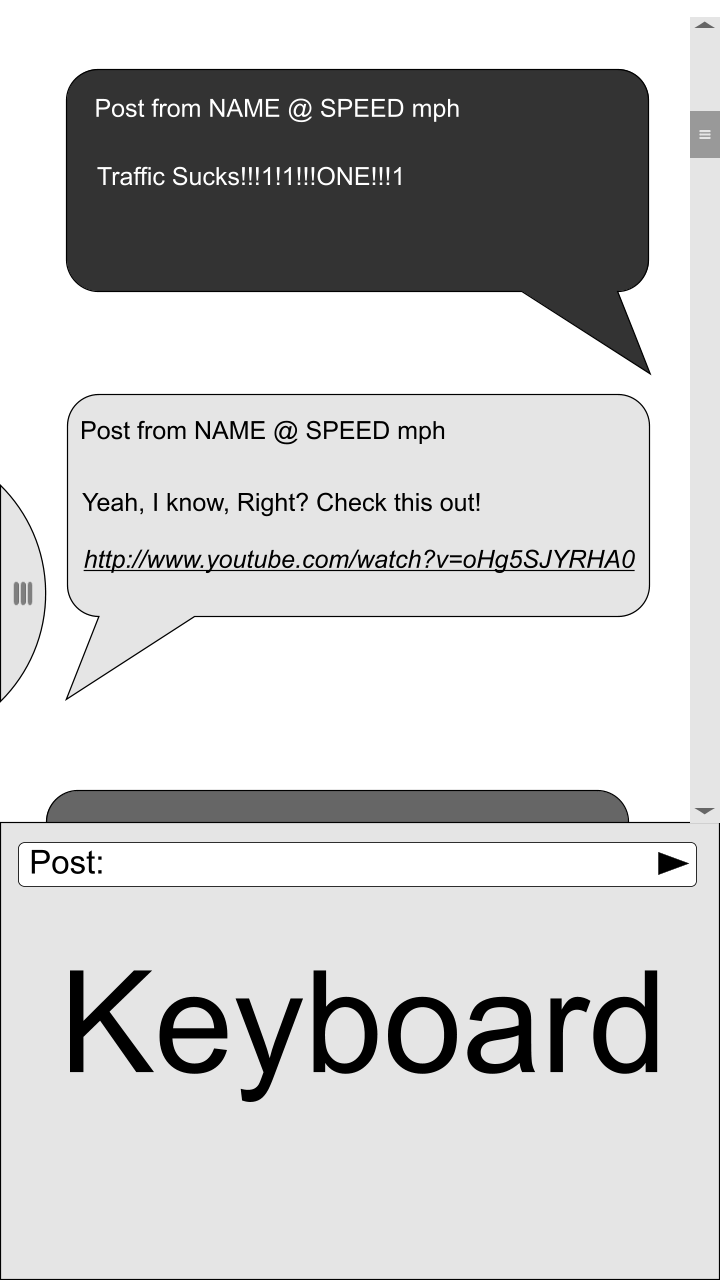 Post from NAME @ SPEED mph
Traffic Sucks!!!1!1!!!ONE!!!1
Post from NAME @ SPEED mph
Yeah, I know, Right? Check this out!
http://www.youtube.com/watch?v=oHg5SJYRHA0
Post:
Keyboard